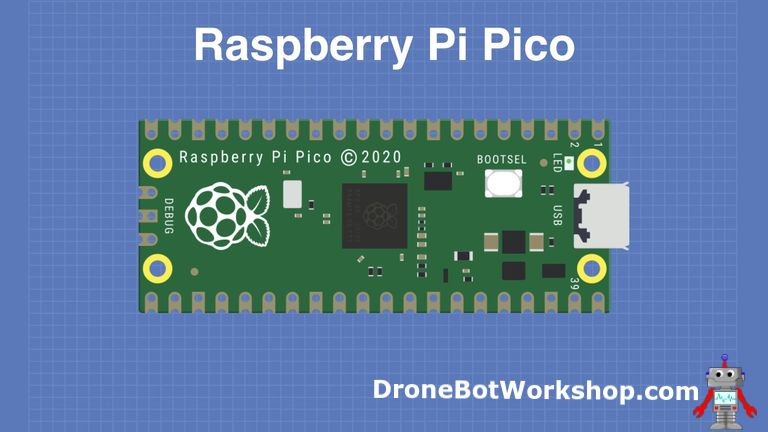 Raspberry Pi Pico
Raspberry Pi Pico ©2020
BOOTSEL
LED
2
1
DEBUG
USB
39
DroneBotWorkshop.com